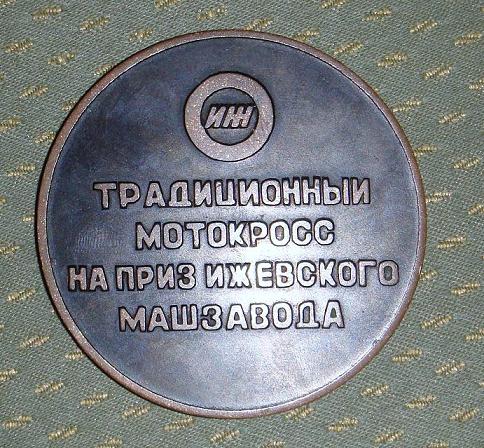 ИЖ
ТРАДИЦИОННЫЙ
МОТОКРОСС
НА ПРИЗ ИЖЕВСКОГО
МАШЗАВОДА